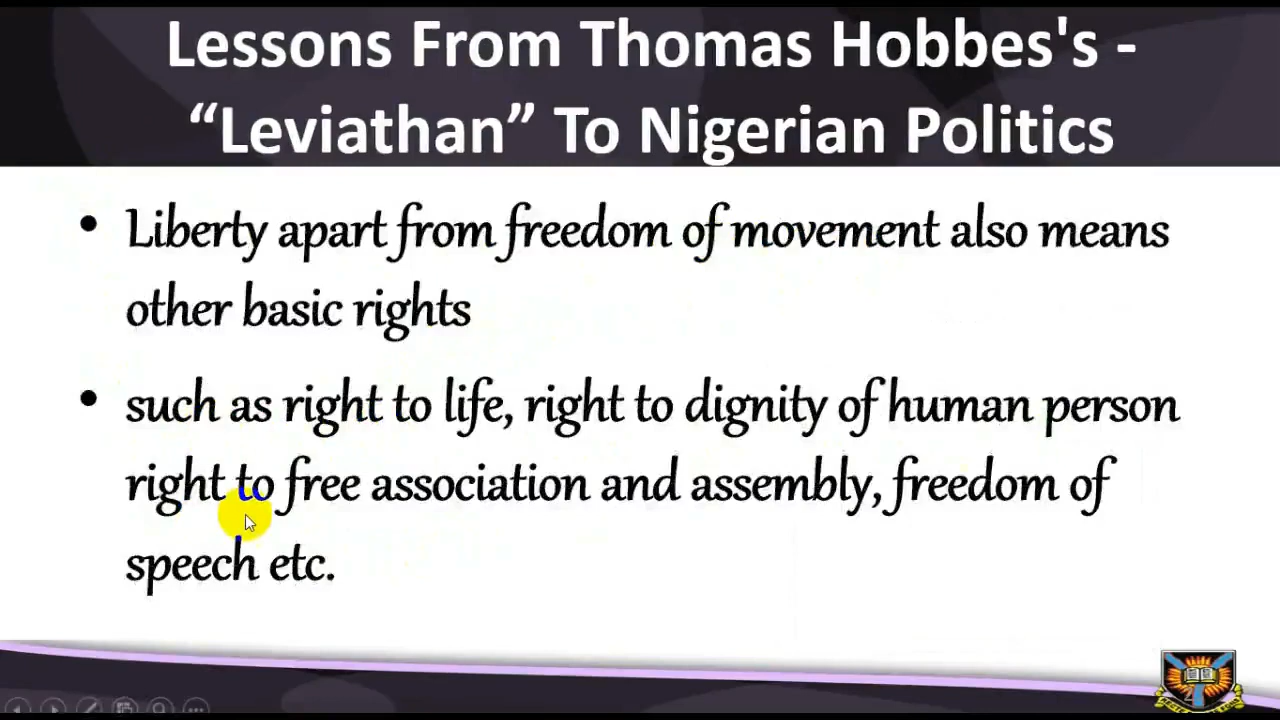 Lessons From Thomas Hobbes's -
“Leviathan” To Nigerian Politics
• Liberty apart from freedom of movement also means
other basic rights
• such as right to life, right to dignity of human person
right to free association and assembly, freedom of
speech etc.